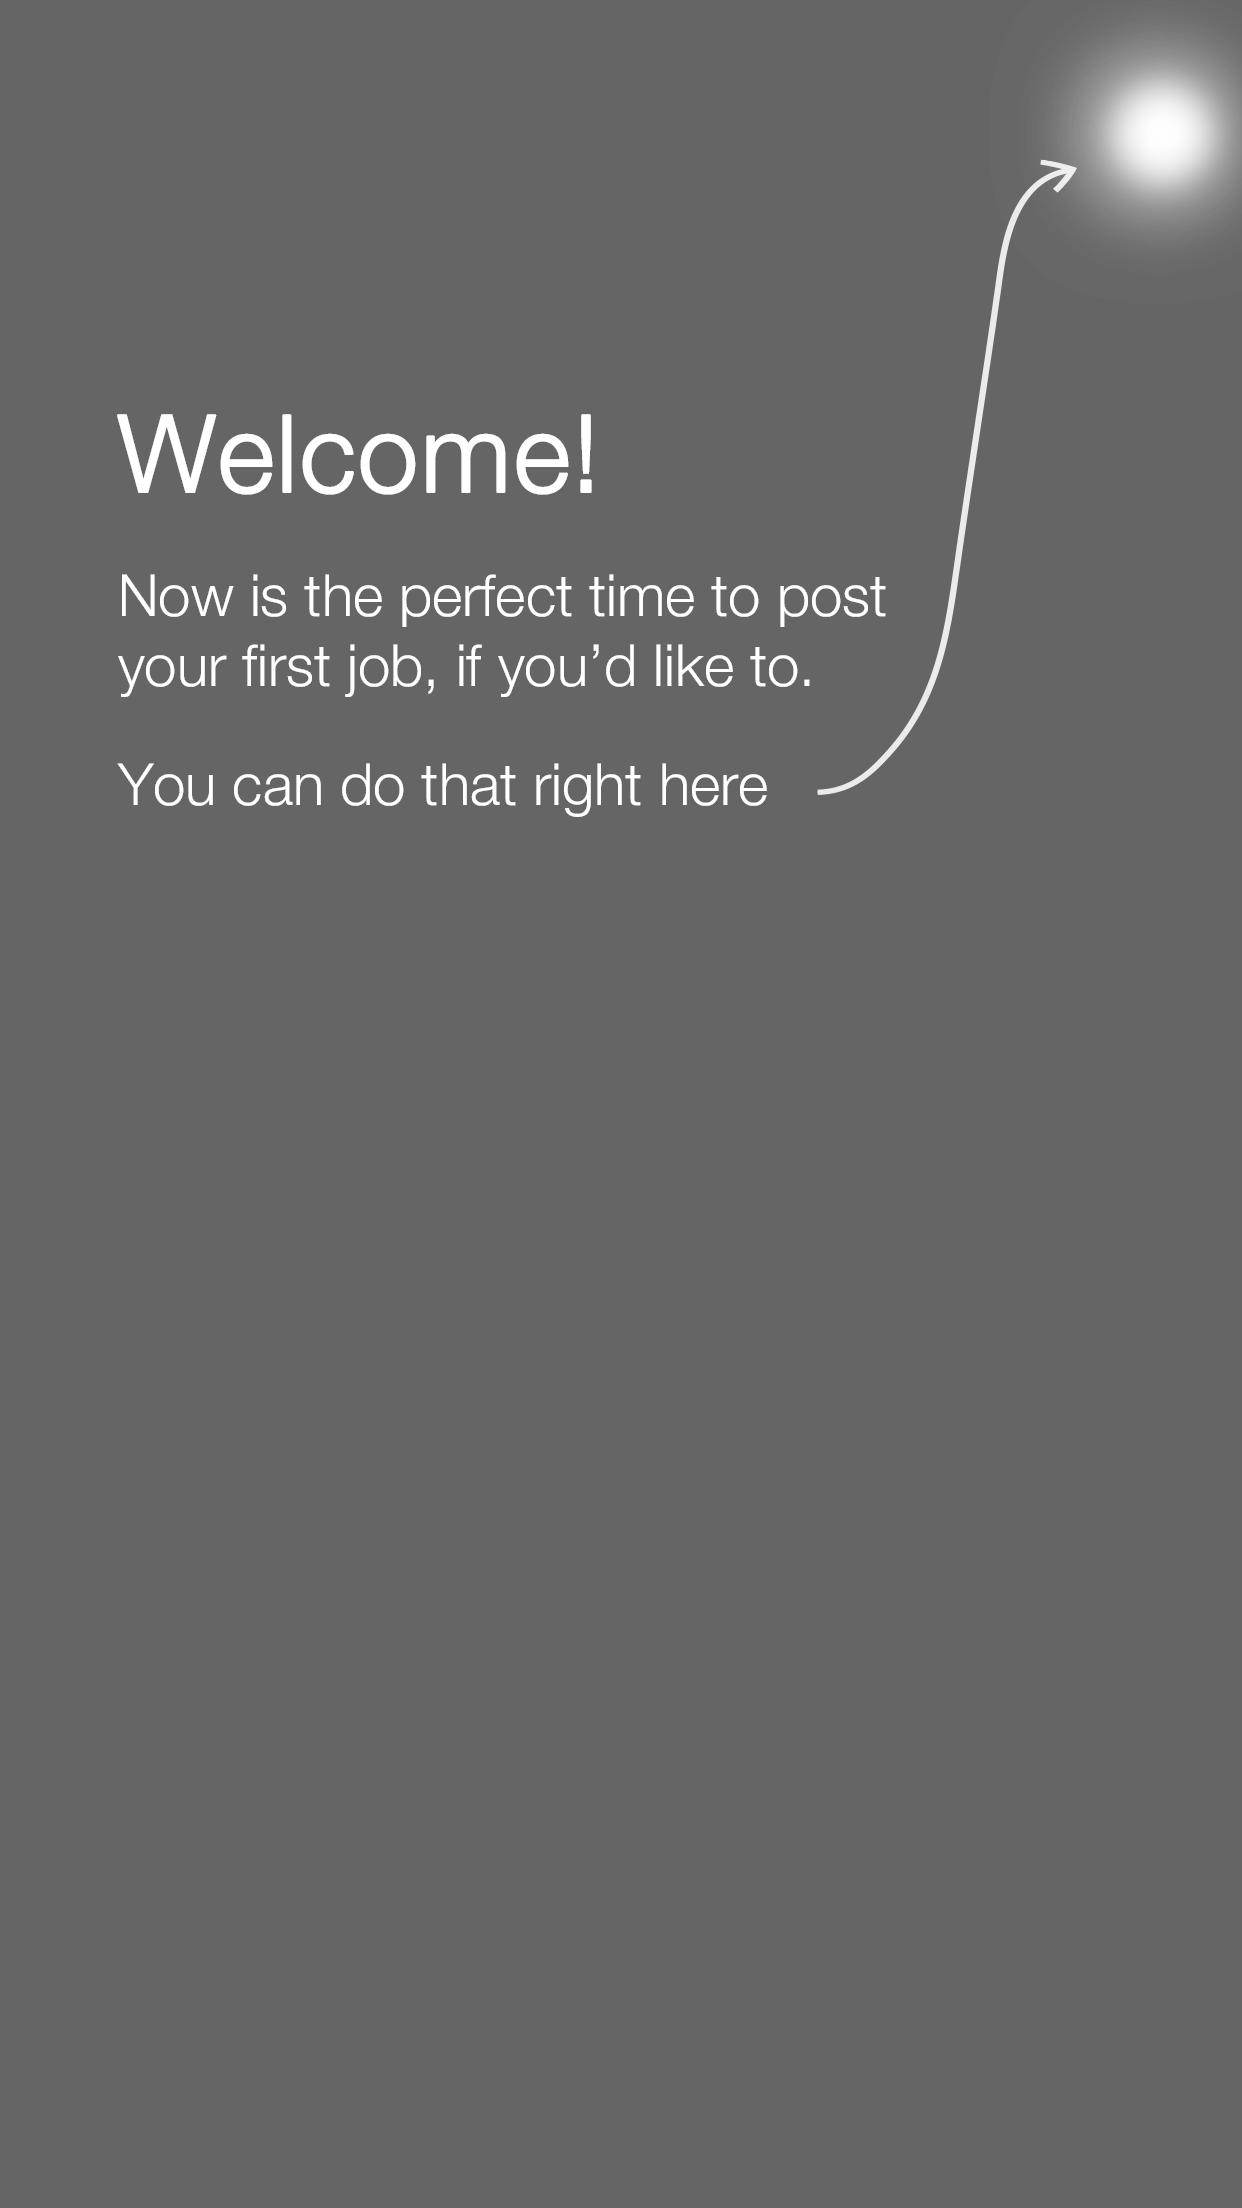 Welcome!
Now is the perfect time to post
your first job, if you’d like to.
You can do that right here